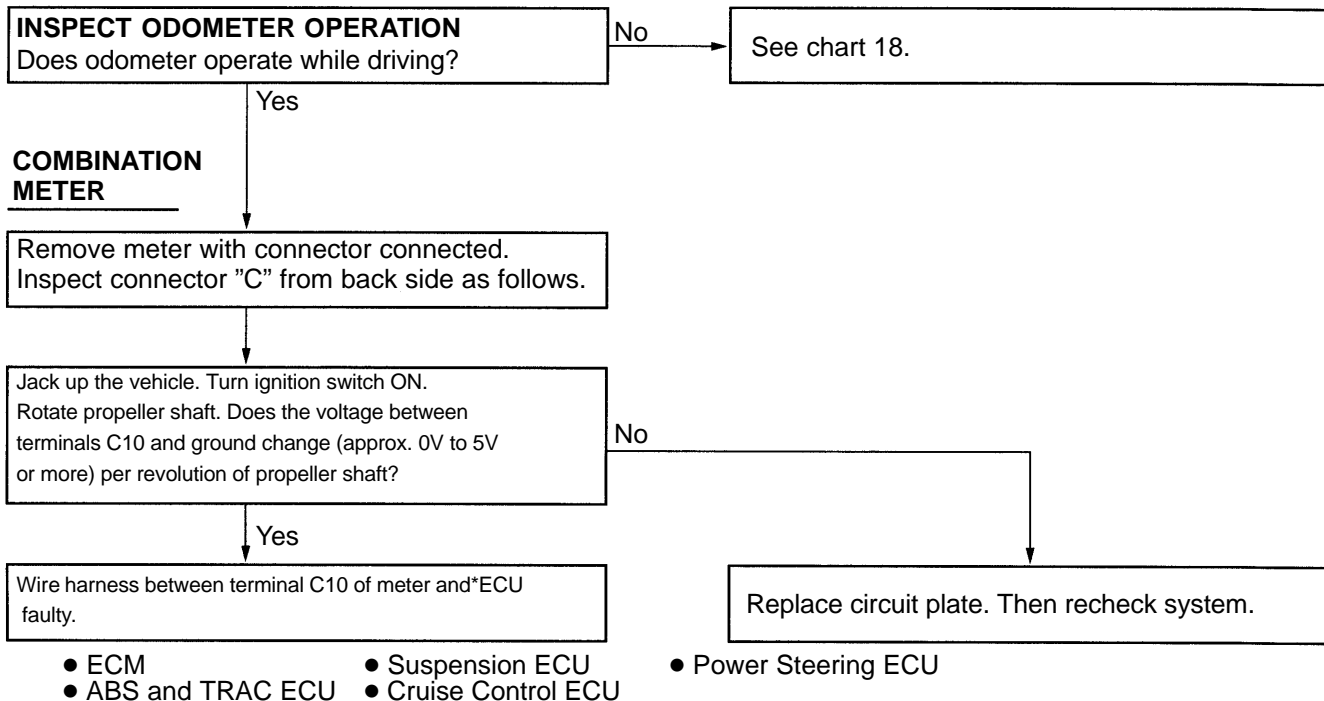 INSPECT ODOMETER OPERATION
Does odometer operate while driving?
No
See chart 18.
Yes
COMBINATION
METER
Remove meter with connector connected.
Inspect connector ”C” from back side as follows.
Jack up the vehicle. Turn ignition switch ON.
Rotate propeller shaft. Does the voltage between
terminals C10 and ground change (approx. 0V to 5V
or more) per revolution of propeller shaft?
No
Yes
Wire harness between terminal C10 of meter and*ECU
faulty.
Replace circuit plate. Then recheck system.
● ECM ● Suspension ECU ● Power Steering ECU
● ABS and TRAC ECU ● Cruise Control ECU